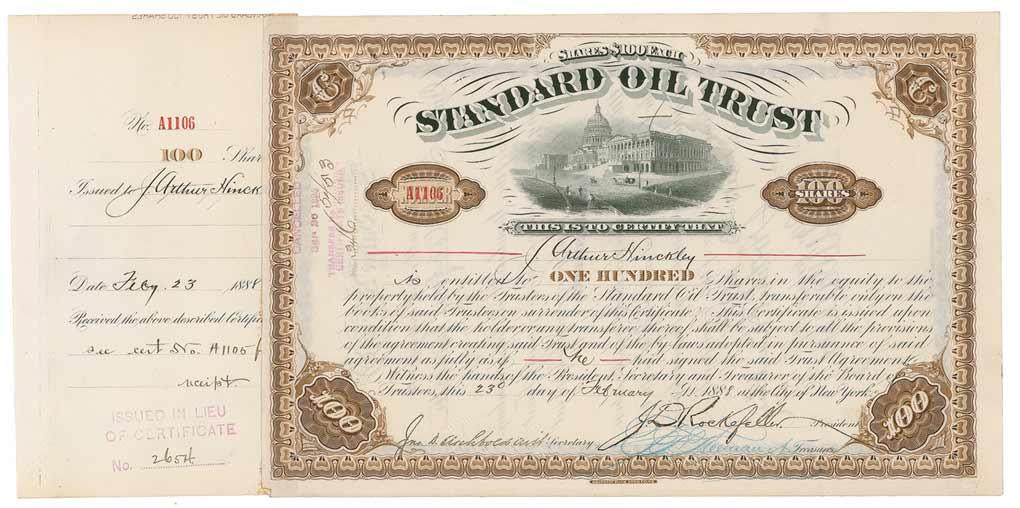 No. A1106
100 Shar
Issued to J. Arthur Hinck
Date Feby. 23 1888
Received the above described Certific
see cert No. A1105 f
receipt
ISSUED IN LIEU
OF CERTIFICATE
No. 2654
SHARES $100 EACH
STANDARD OIL TRUST
A1106
100
SHARES
CANCELLED
THIS IS TO CERTIFY THAT
J Arthur Hinckley
is entitled to ONE HUNDRED Shares in the equity to the
property held by the Trustees of the Standard Oil Trust, transferable only on the
books of said Trustees on surrender of this Certificate. This Certificate is issued upon
condition that the holder or any transferee thereof shall be subject to all the provisions
of the agreement creating said Trust and of the by-laws adopted in pursuance of said
agreement as fully as if he had signed the said Trust Agreement.
Witness the hands of the President, Secretary and Treasurer of the Board of
Trustees, this 23d day of February A.D. 1888 at the City of New York.
Secretary J.D. Rockefeller President
Treasurer
100
100